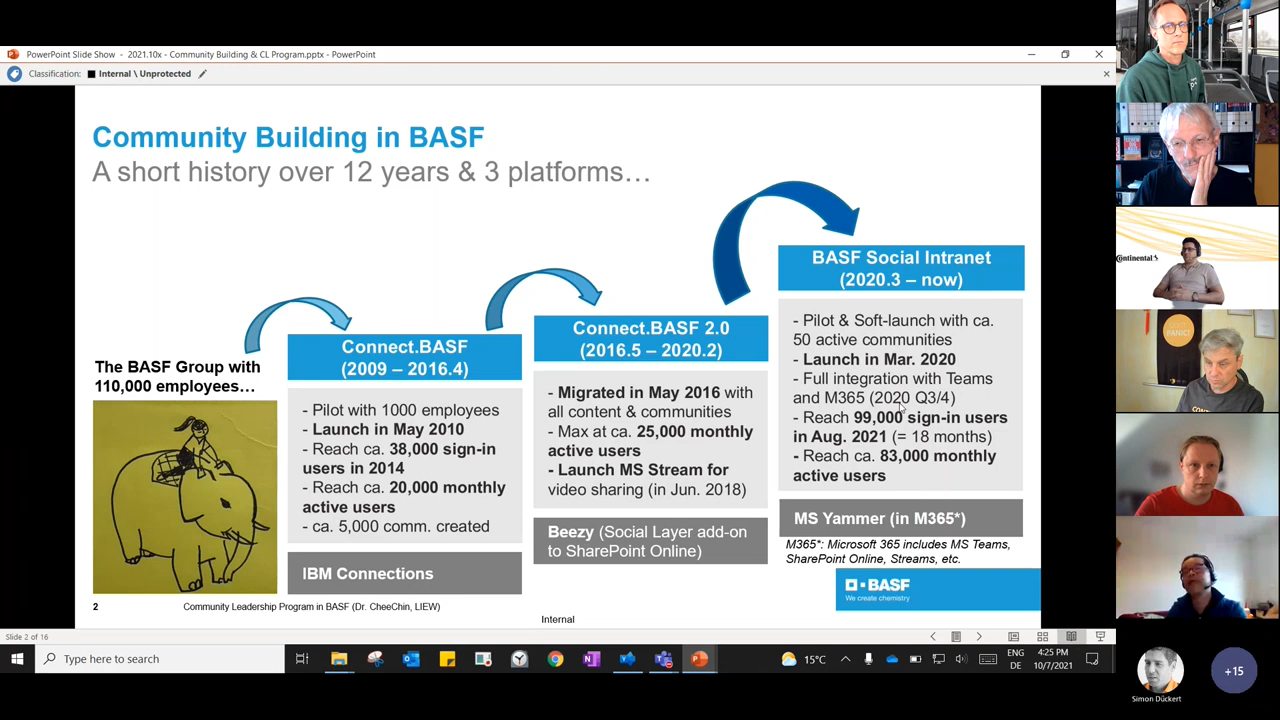 PowerPoint Slide Show - 2021.10x - Community Building & CL Program.pptx - PowerPoint
Classification: Internal \ Unprotected
Community Building in BASF
A short history over 12 years & 3 platforms…
The BASF Group with
110,000 employees…
Connect.BASF
(2009 – 2016.4)
- Pilot with 1000 employees
- Launch in May 2010
- Reach ca. 38,000 sign-in
users in 2014
- Reach ca. 20,000 monthly
active users
- ca. 5,000 comm. created
IBM Connections
Connect.BASF 2.0
(2016.5 – 2020.2)
- Migrated in May 2016 with
all content & communities
- Max at ca. 25,000 monthly
active users
- Launch MS Stream for
video sharing (in Jun. 2018)
Beezy (Social Layer add-on
to SharePoint Online)
BASF Social Intranet
(2020.3 – now)
- Pilot & Soft-launch with ca.
50 active communities
- Launch in Mar. 2020
- Full integration with Teams
and M365 (2020 Q3/4)
- Reach 99,000 sign-in users
in Aug. 2021 (= 18 months)
- Reach ca. 83,000 monthly
active users
MS Yammer (in M365*)
M365*: Microsoft 365 includes MS Teams,
SharePoint Online, Streams, etc.
BASF
We create chemistry
2 Community Leadership Program in BASF (Dr. CheeChin, LIEW)
Internal
Slide 2 of 16
Type here to search
15°C
ENG
DE
4:25 PM
10/7/2021
Continental
PANIC
Simon Dückert
+15